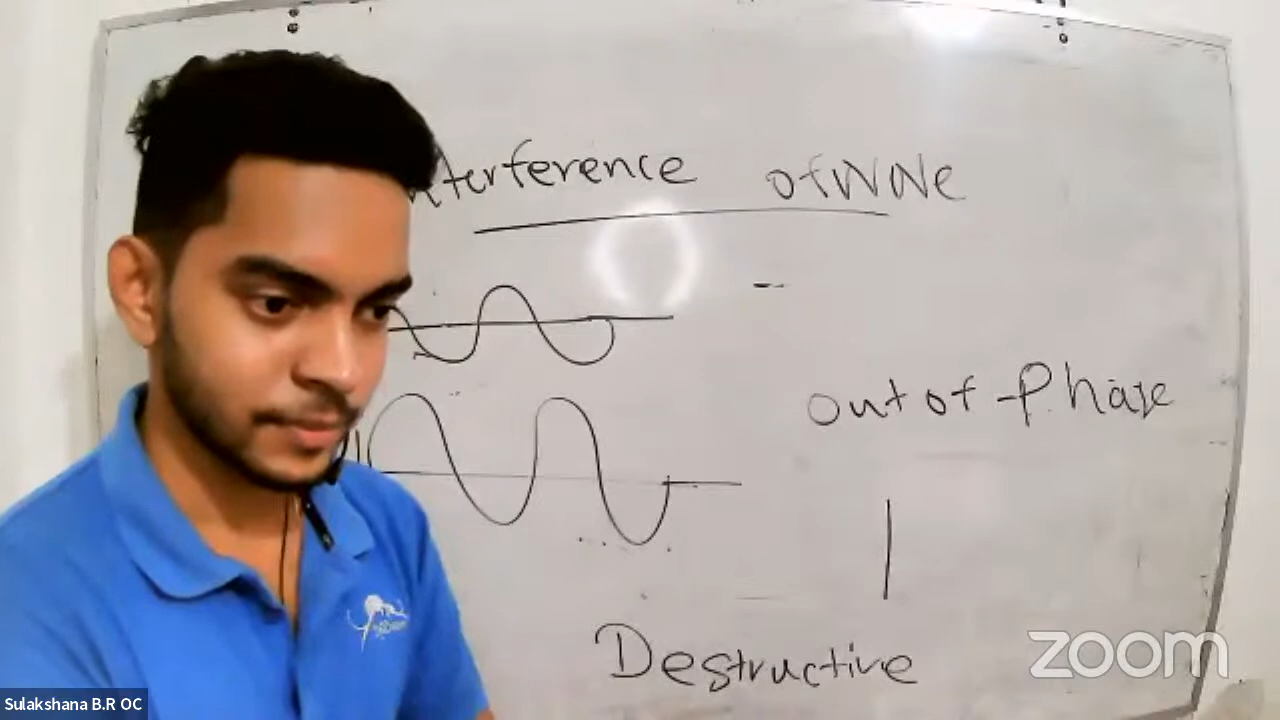 nterference of Wave
out of Phase
Destructive
zoom
Sulakshana B.R OC